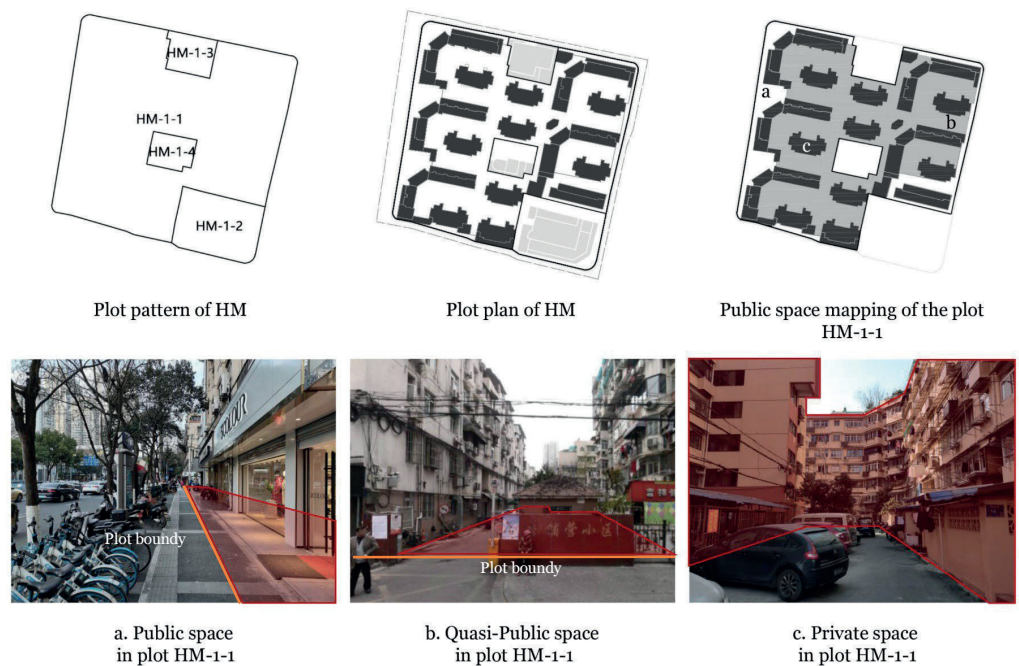 HM-1-3
HM-1-1
HM-1-4
HM-1-2
a
b
c
Plot pattern of HM
Plot plan of HM
Public space mapping of the plot
HM-1-1
Plot boundy
Plot boundy
小区
a. Public space
in plot HM-1-1
b. Quasi-Public space
in plot HM-1-1
c. Private space
in plot HM-1-1